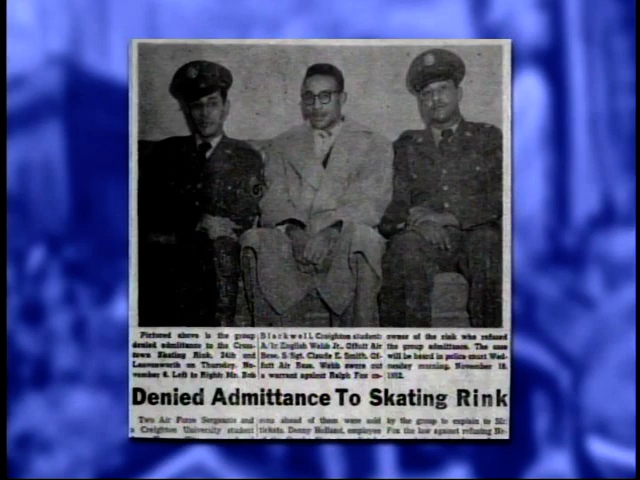 Pictured above is the group
denied admittance to the Cross-
town Skating Rink, 24th and
Leavenworth on Thursday, No-
vember 6. Left to Right: Mr. Bob
Blackwell, Creighton student;
A/1c English Webb Jr., Offutt Air
Base, S-Sgt. Claude E. Smith, Of-
futt Air Base. Webb swore out
a warrant against Ralph Fox
owner of the rink who refused
the group admittance. The case
will be heard in police court Wed-
nesday morning, November 19,
1952.
Denied Admittance To Skating Rink
Two Air Force Sergeants and
a Creighton University student
ahead of them were sold
tickets. Denny Holland, employee
by the group to explain to Mr.
Fox the law against refusing Ne-